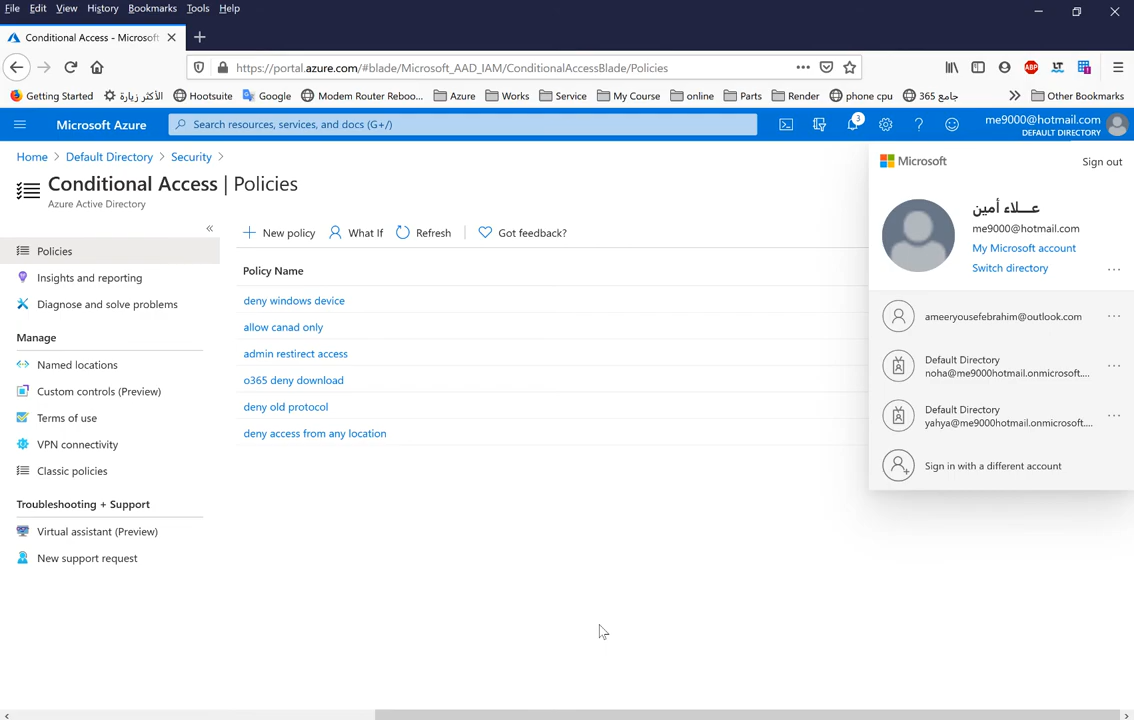 File Edit View History Bookmarks Tools Help
Conditional Access - Microsoft
https://portal.azure.com/#blade/Microsoft_AAD_IAM/ConditionalAccessBlade/Policies
Getting Started الأكثر زيارة Hootsuite Google Modem Router Reboo... Azure Works Service My Course online Parts Render phone cpu جامع 365 Other Bookmarks
Microsoft Azure
Search resources, services, and docs (G+/)
3
me9000@hotmail.com
DEFAULT DIRECTORY
Home > Default Directory > Security >
Conditional Access | Policies
Azure Active Directory
Policies
Insights and reporting
Diagnose and solve problems
Manage
Named locations
Custom controls (Preview)
Terms of use
VPN connectivity
Classic policies
Troubleshooting + Support
Virtual assistant (Preview)
New support request
New policy What If Refresh Got feedback?
Policy Name
deny windows device
allow canad only
admin restirect access
o365 deny download
deny old protocol
deny access from any location
Microsoft
Sign out
عـــلاء أمين
me9000@hotmail.com
My Microsoft account
Switch directory
ameeryousefebrahim@outlook.com
Default Directory
noha@me9000hotmail.onmicrosoft....
Default Directory
yahya@me9000hotmail.onmicrosoft....
Sign in with a different account